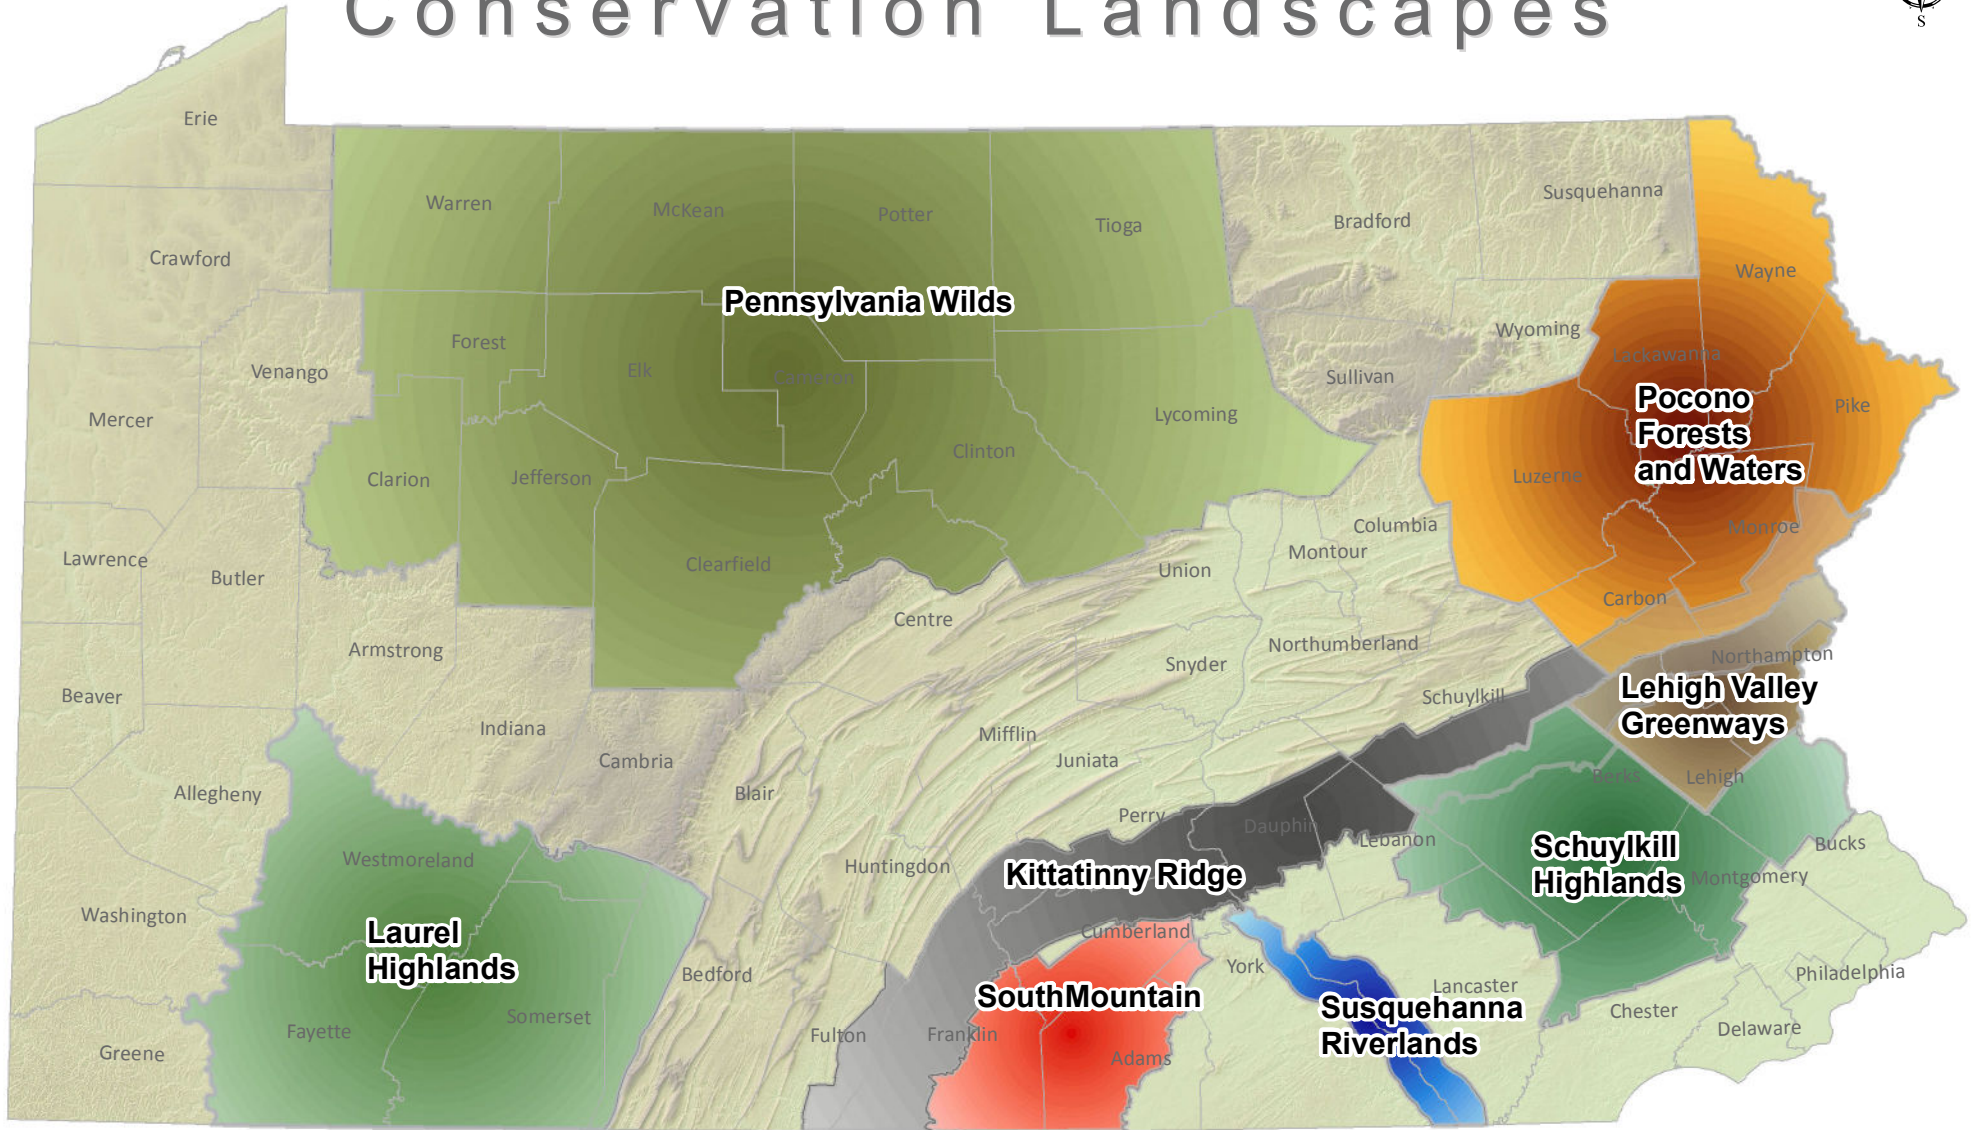 Conservation Landscapes
S
Erie
Warren
McKean
Potter
Tioga
Bradford
Susquehanna
Crawford
Wayne
Pennsylvania Wilds
Forest
Wyoming
Lackawanna
Venango
Elk
Cameron
Sullivan
Mercer
Lycoming
Pike
Pocono
Forests
and Waters
Clarion
Jefferson
Clinton
Luzerne
Columbia
Monroe
Lawrence
Butler
Clearfield
Union
Montour
Carbon
Centre
Armstrong
Northumberland
Snyder
Northampton
Beaver
Schuylkill
Lehigh Valley
Greenways
Indiana
Mifflin
Cambria
Juniata
Berks
Lehigh
Allegheny
Blair
Perry
Dauphin
Lebanon
Bucks
Westmoreland
Huntingdon
Kittatinny Ridge
Schuylkill
Highlands
Montgomery
Washington
Laurel
Highlands
Cumberland
Bedford
York
Lancaster
Philadelphia
SouthMountain
Susquehanna
Riverlands
Fayette
Somerset
Fulton
Franklin
Chester
Delaware
Greene
Adams